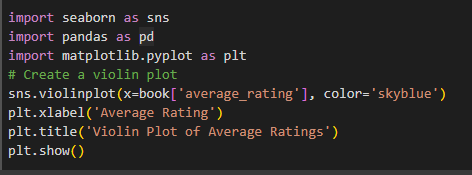 import seaborn as sns
import pandas as pd
import matplotlib.pyplot as plt
# Create a violin plot
sns.violinplot(x=book['average_rating'], color='skyblue')
plt.xlabel('Average Rating')
plt.title('Violin Plot of Average Ratings')
plt.show()